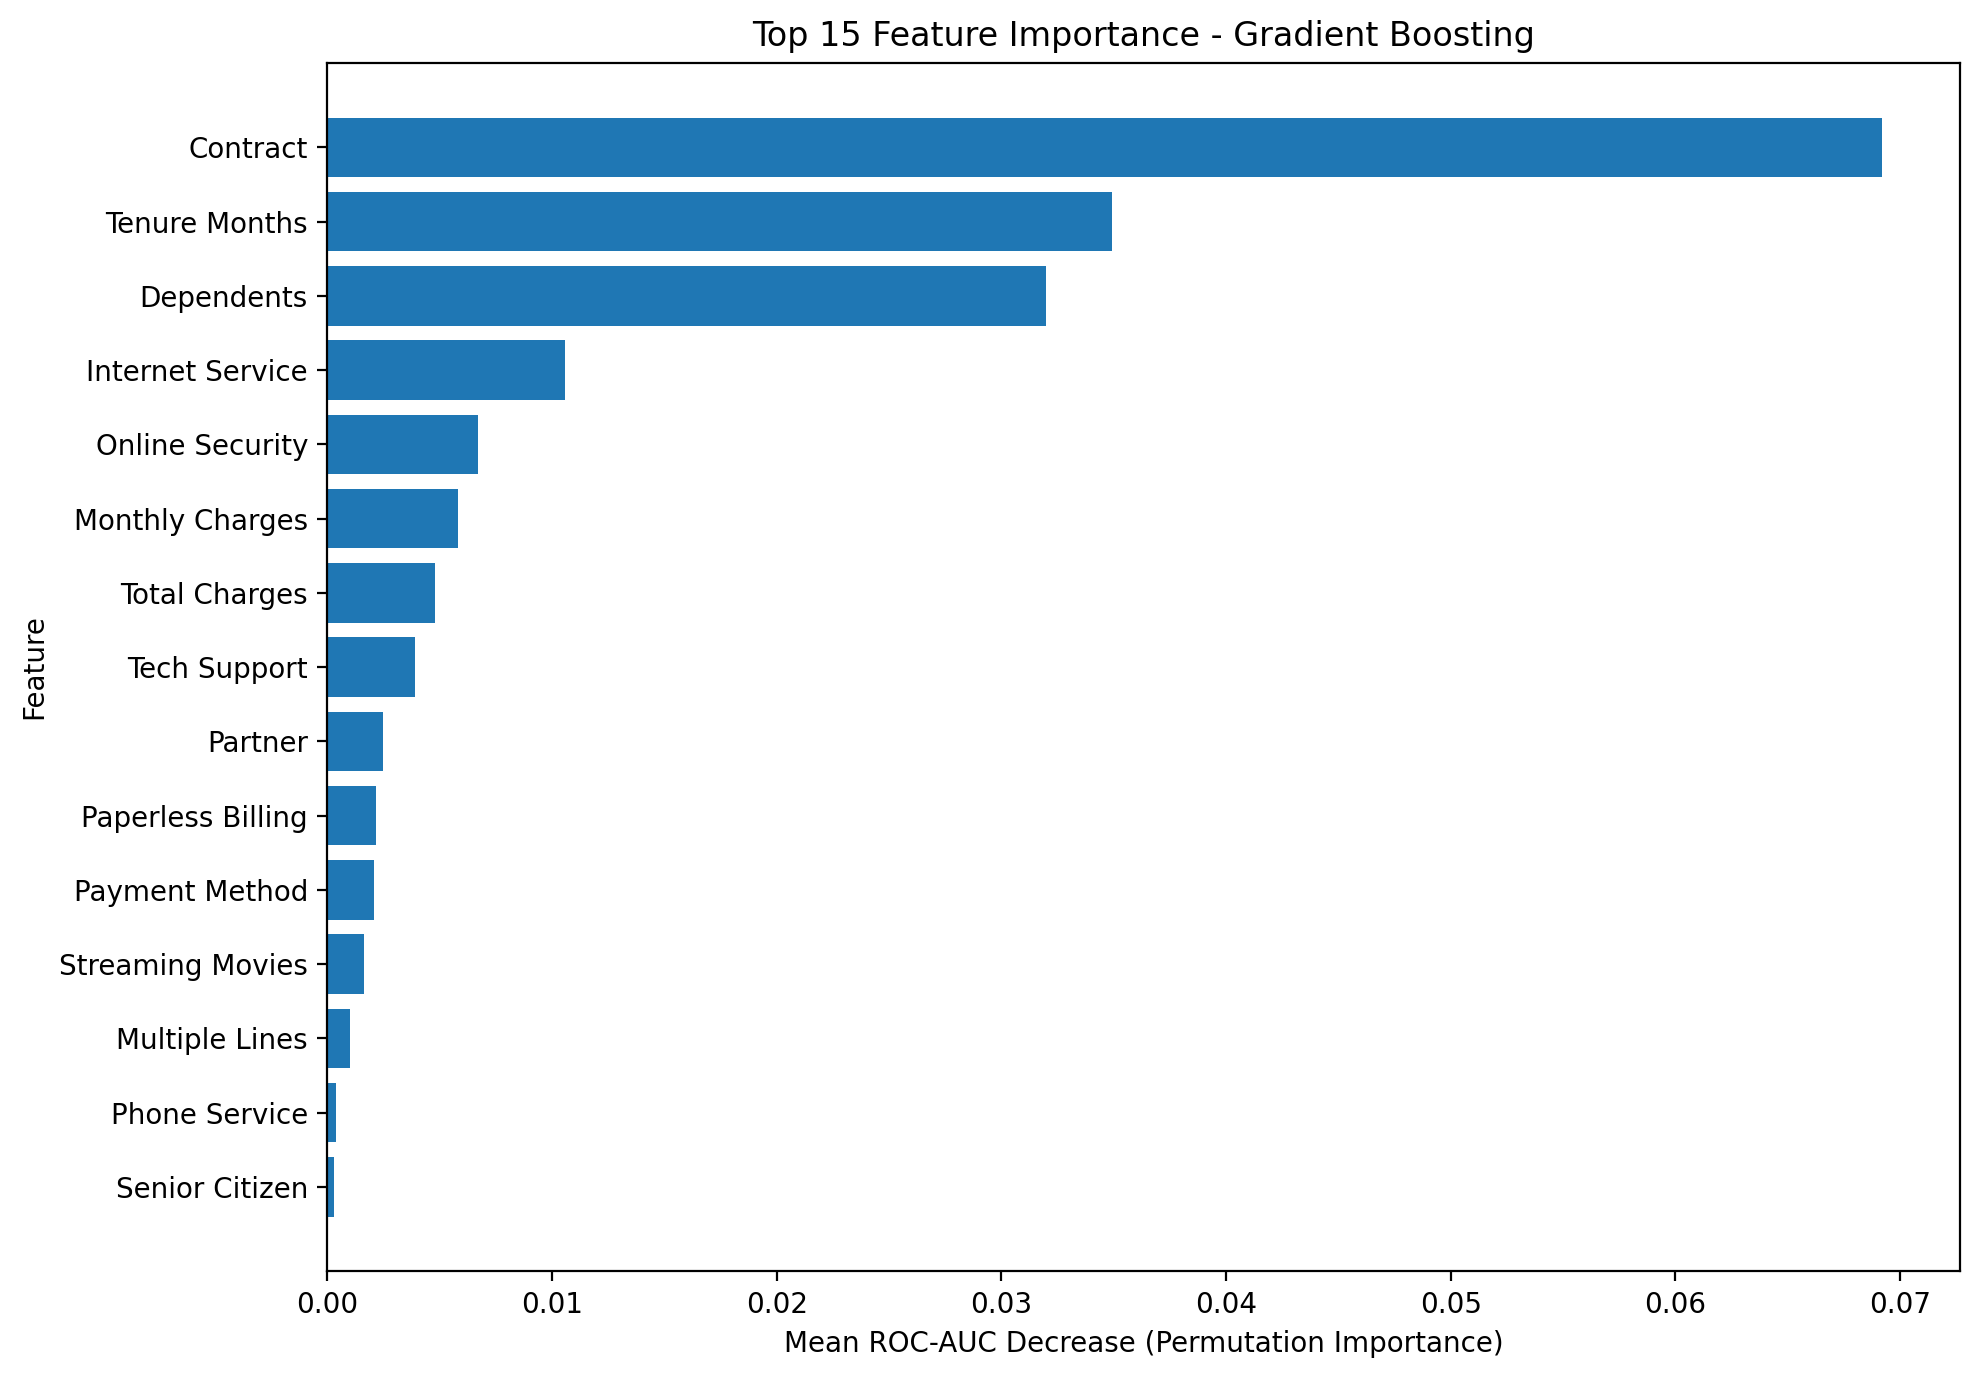 Top 15 Feature Importance - Gradient Boosting
Contract
Tenure Months
Dependents
Internet Service
Online Security
Monthly Charges
Total Charges
Tech Support
Partner
Paperless Billing
Payment Method
Streaming Movies
Multiple Lines
Phone Service
Senior Citizen
Feature
0.00 0.01 0.02 0.03 0.04 0.05 0.06 0.07
Mean ROC-AUC Decrease (Permutation Importance)